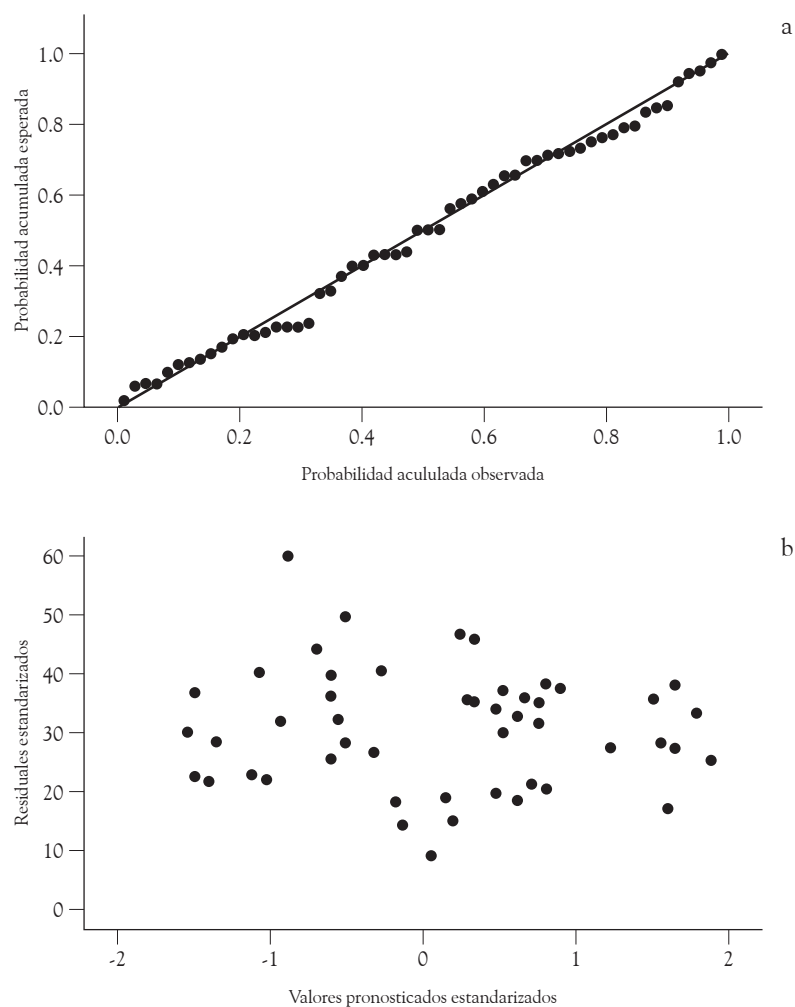 a
Probabilidad acumulada esperada
1.0
0.8
0.6
0.4
0.2
0.0
0.0 0.2 0.4 0.6 0.8 1.0
Probabilidad acululada observada
b
Residuales estandarizados
60
50
40
30
20
10
0
-2 -1 0 1 2
Valores pronosticados estandarizados